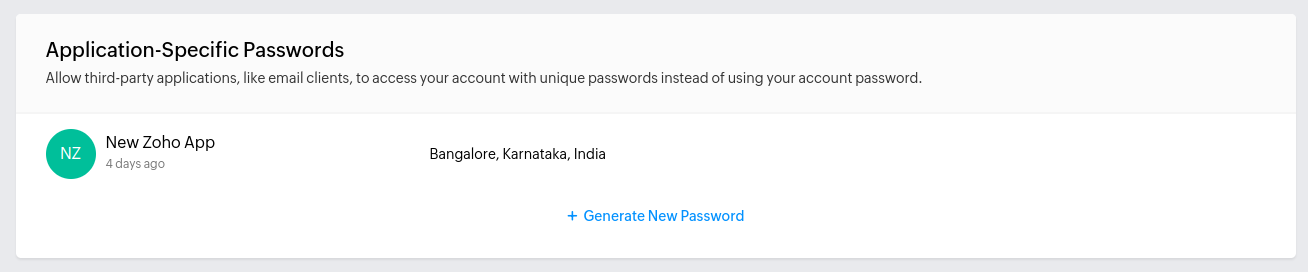 Application-Specific Passwords
Allow third-party applications, like email clients, to access your account with unique passwords instead of using your account password.
NZ
New Zoho App
4 days ago
Bangalore, Karnataka, India
+ Generate New Password